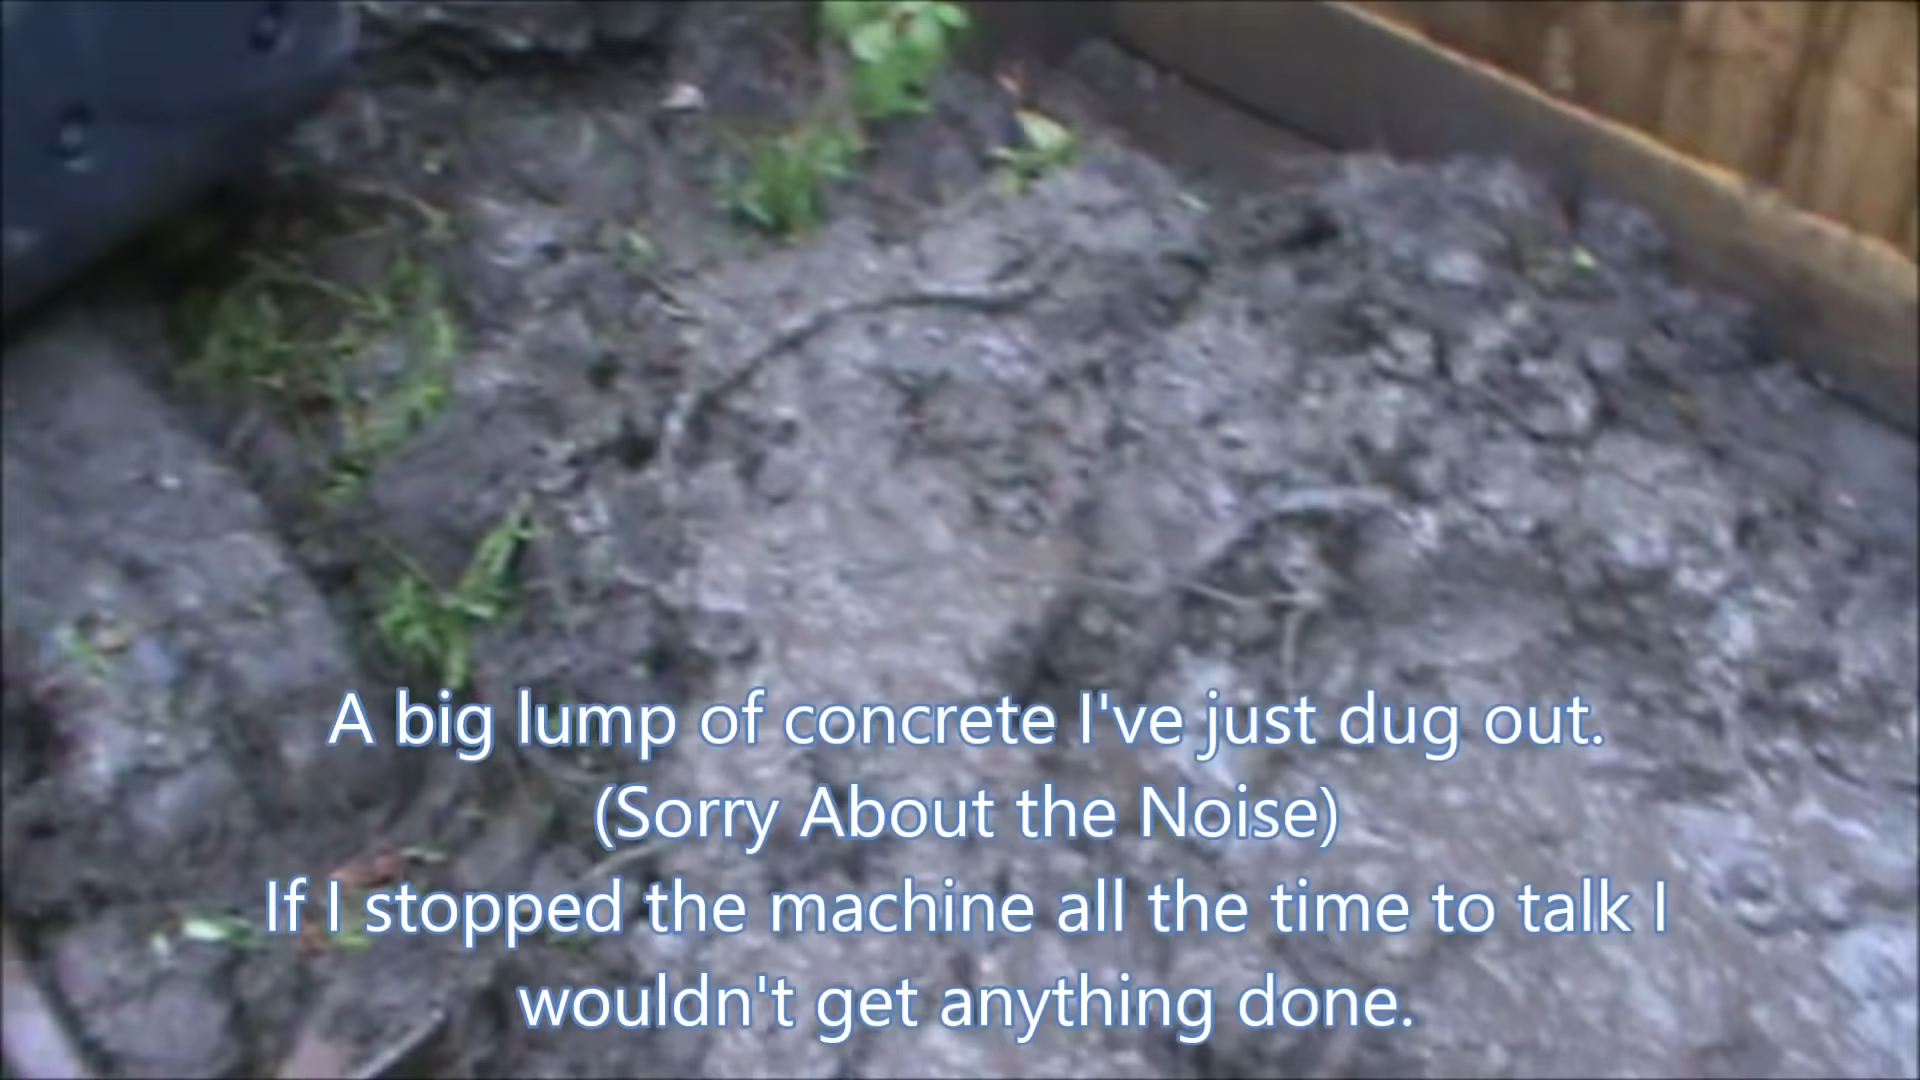 A big lump of concrete I've just dug out.
(Sorry About the Noise)
If I stopped the machine all the time to talk I
wouldn't get anything done.